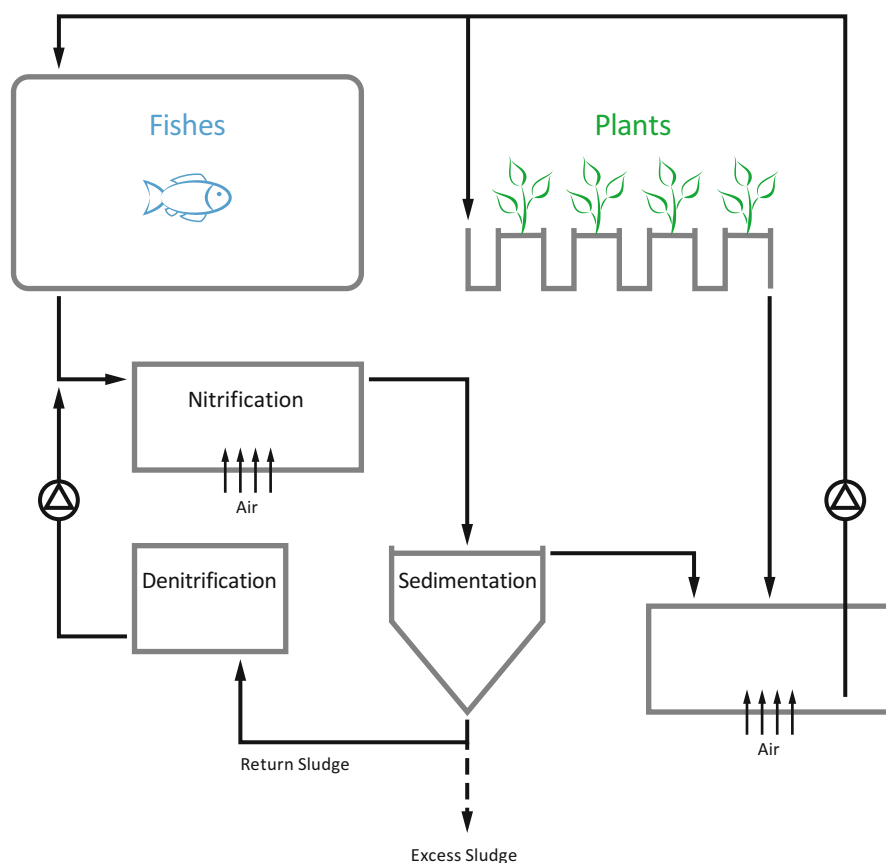 Fishes
Plants
Nitrification
Air
Denitrification
Sedimentation
Air
Return Sludge
Excess Sludge